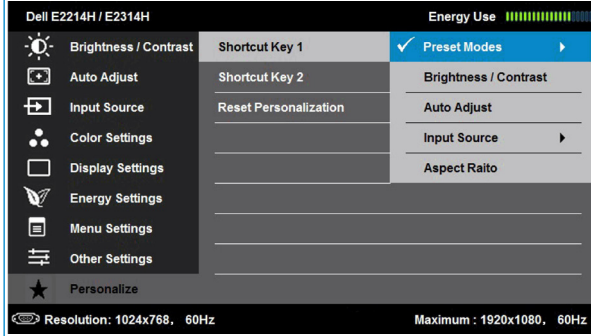 Dell E2214H / E2314H Energy Use
Brightness / Contrast Shortcut Key 1 Preset Modes
Auto Adjust Shortcut Key 2 Brightness / Contrast
Input Source Reset Personalization Auto Adjust
Color Settings Input Source
Display Settings Aspect Raito
Energy Settings
Menu Settings
Other Settings
Personalize
Resolution: 1024x768, 60Hz Maximum : 1920x1080, 60Hz